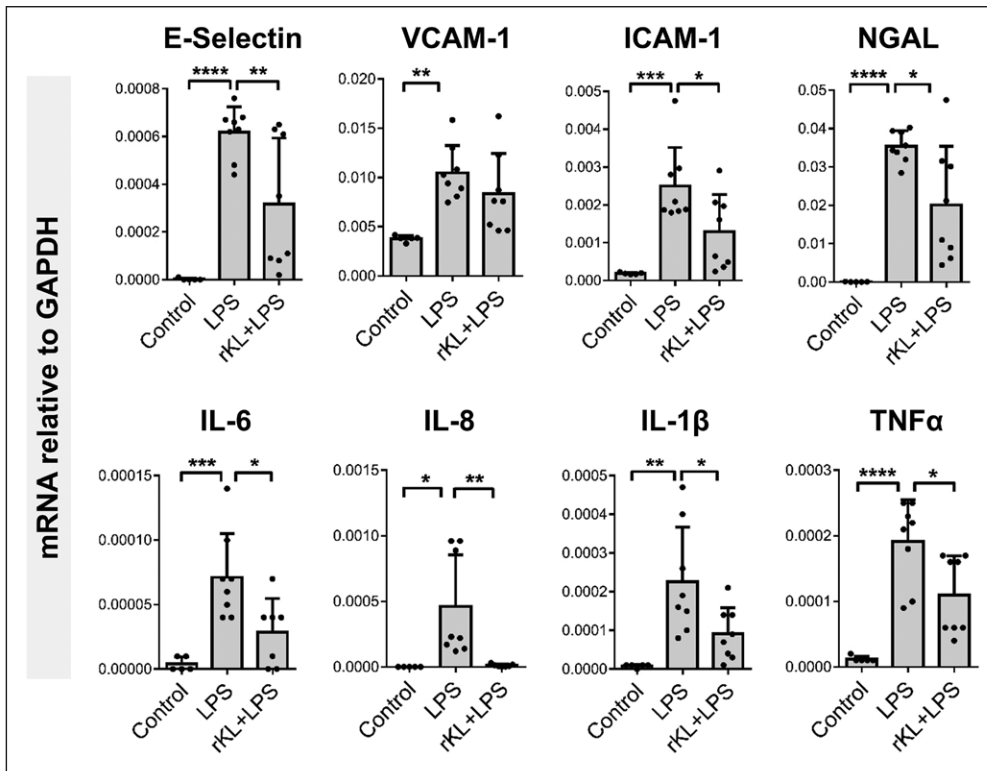 mRNA relative to GAPDH
E-Selectin
**** **
0.0008
0.0006
0.0004
0.0002
0.0000
Control
LPS
rKL+LPS
VCAM-1
**
0.020
0.015
0.010
0.005
0.000
Control
LPS
rKL+LPS
ICAM-1
*** *
0.005
0.004
0.003
0.002
0.001
0.000
Control
LPS
rKL+LPS
NGAL
**** *
0.05
0.04
0.03
0.02
0.01
0.00
Control
LPS
rKL+LPS
IL-6
*** *
0.00015
0.00010
0.00005
0.00000
Control
LPS
rKL+LPS
IL-8
* **
0.0015
0.0010
0.0005
0.0000
Control
LPS
rKL+LPS
IL-1β
** *
0.0005
0.0004
0.0003
0.0002
0.0001
0.0000
Control
LPS
rKL+LPS
TNFα
**** *
0.0003
0.0002
0.0001
0.0000
Control
LPS
rKL+LPS